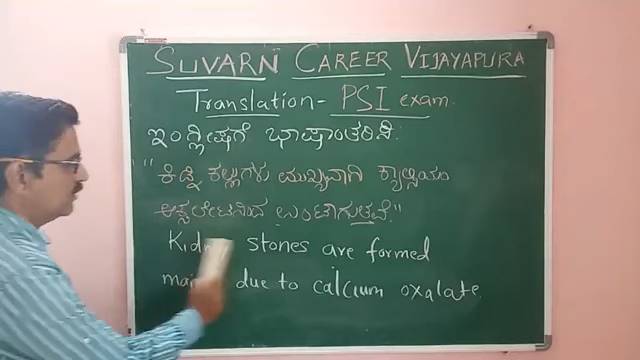 SUVARN CAREER VIJAYAPURA
Translation- PSI exam.
ಇಂಗ್ಲೀಷಗೆ ಭಾಷಾಂತರಿಸಿ:
"ಕಿಡ್ನಿ ಕಲ್ಲುಗಳು ಮುಖ್ಯವಾಗಿ ಕ್ಯಾಲ್ಸಿಯಂ
ಆಕ್ಸಲೇಟನಿಂದ ಉಂಟಾಗುತ್ತವೆ."
stones are formed
due to calcium oxalate.